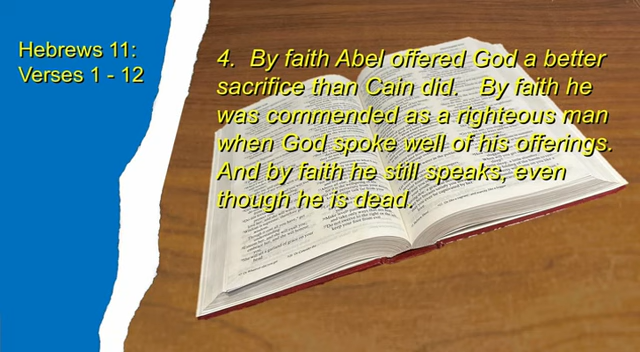 Hebrews 11:
Verses 1 - 12
4. By faith Abel offered God a better
sacrifice than Cain did. By faith he
was commended as a righteous man
when God spoke well of his offerings.
And by faith he still speaks, even
though he is dead.